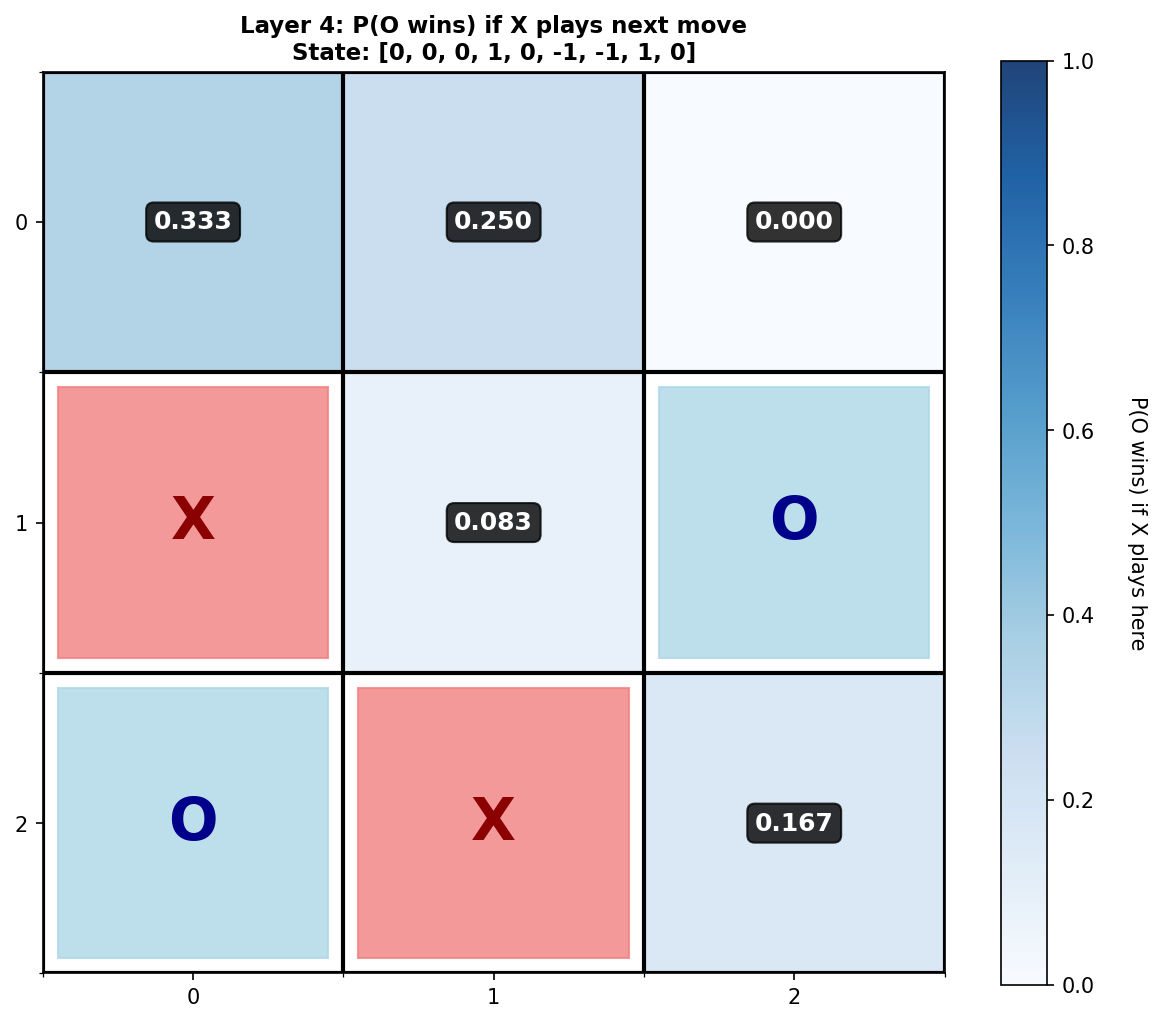 Layer 4: P(O wins) if X plays next move
State: [0, 0, 0, 1, 0, -1, -1, 1, 0]
0
0.333
0.250
0.000
1
X
0.083
O
2
O
X
0.167
0
1
2
1.0
0.8
0.6
0.4
0.2
0.0
P(O wins) if X plays here